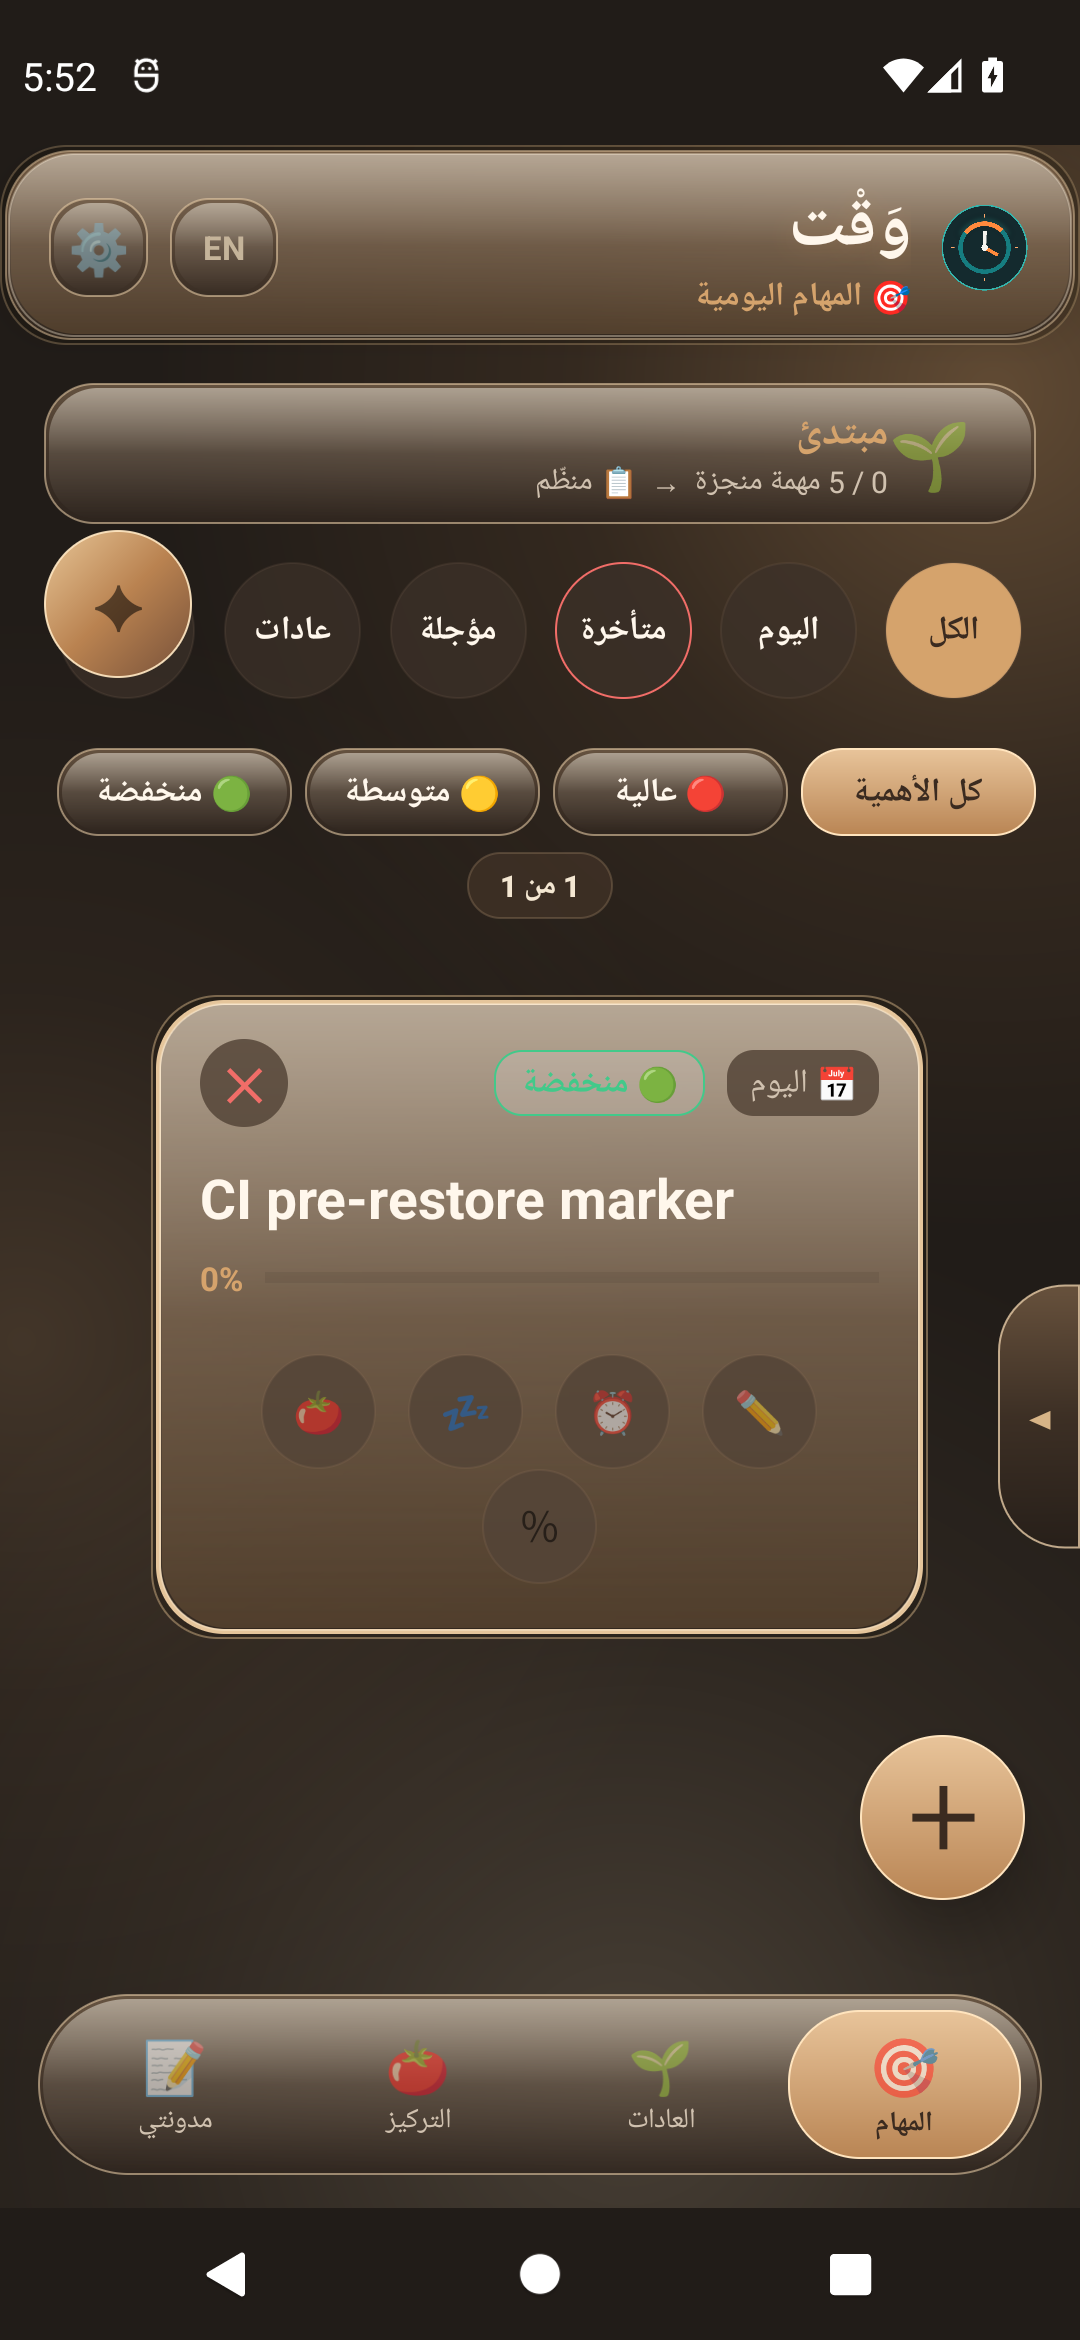 5:52
وَقْت
🎯 المهام اليومية
EN
مبتدئ
0 / 5 مهمة منجزة → 📋 منظّم
الكل
اليوم
متأخرة
مؤجلة
عادات
كل الأهمية
🔴 عالية
🟡 متوسطة
🟢 منخفضة
1 من 1
📅 اليوم
🟢 منخفضة
CI pre-restore marker
0%
%
المهام
العادات
التركيز
مدونتي